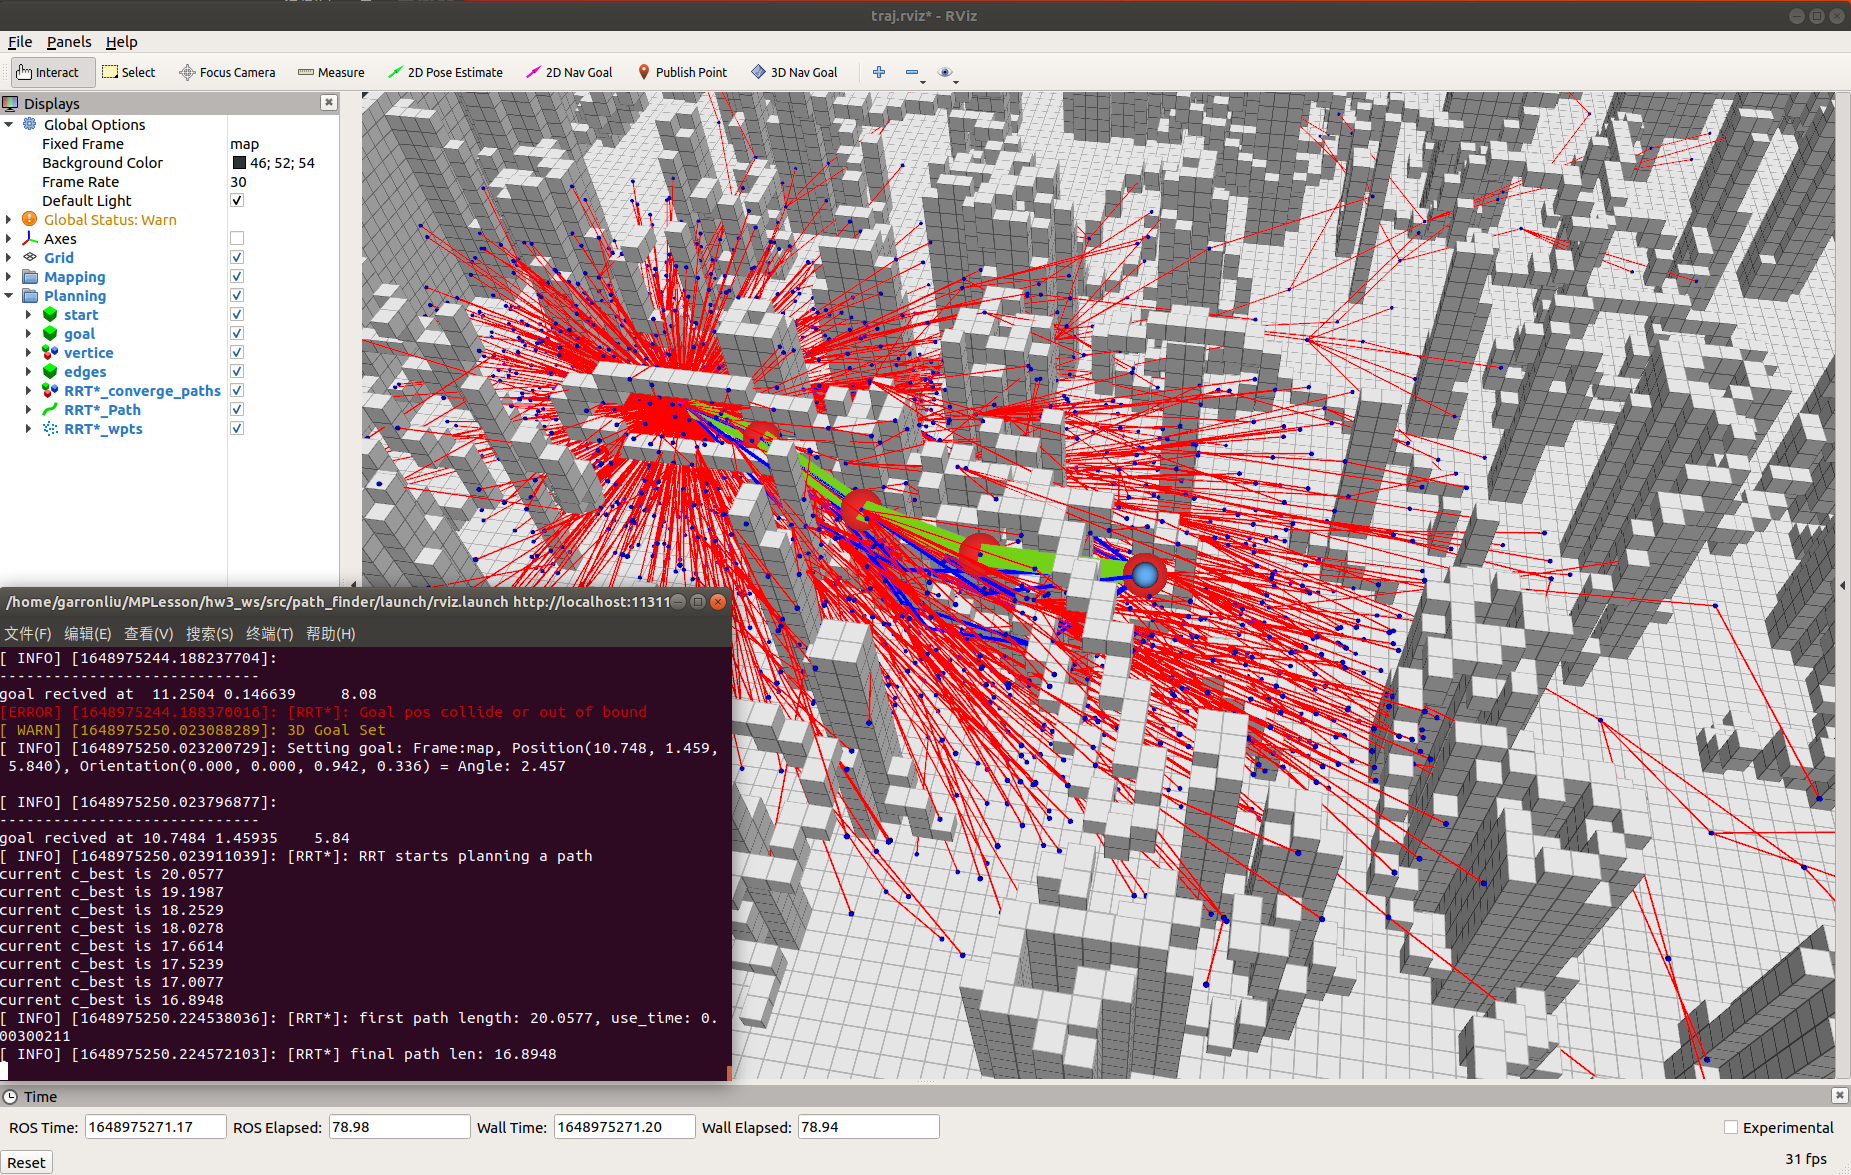 traj.rviz* - RViz
File Panels Help
Interact Select Focus Camera Measure 2D Pose Estimate 2D Nav Goal Publish Point 3D Nav Goal
Displays
Global Options
Fixed Frame map
Background Color 46; 52; 54
Frame Rate 30
Default Light
Global Status: Warn
Axes
Grid
Mapping
Planning
start
goal
vertice
edges
RRT*_converge_paths
RRT*_Path
RRT*_wpts
/home/garronliu/MPLesson/hw3_ws/src/path_finder/launch/rviz.launch http://localhost:11311
文件(F) 编辑(E) 查看(V) 搜索(S) 终端(T) 帮助(H)
[ INFO] [1648975244.188237704]:
-----------------------------
goal recived at  11.2504 0.146639     8.08
[ERROR] [1648975244.188370016]: [RRT*]: Goal pos collide or out of bound
[ WARN] [1648975250.023088289]: 3D Goal Set
[ INFO] [1648975250.023200729]: Setting goal: Frame:map, Position(10.748, 1.459,
 5.840), Orientation(0.000, 0.000, 0.942, 0.336) = Angle: 2.457
[ INFO] [1648975250.023796877]:
-----------------------------
goal recived at 10.7484 1.45935    5.84
[ INFO] [1648975250.023911039]: [RRT*]: RRT starts planning a path
current c_best is 20.0577
current c_best is 19.1987
current c_best is 18.2529
current c_best is 18.0278
current c_best is 17.6614
current c_best is 17.5239
current c_best is 17.0077
current c_best is 16.8948
[ INFO] [1648975250.224538036]: [RRT*]: first path length: 20.0577, use_time: 0.
00300211
[ INFO] [1648975250.224572103]: [RRT*] final path len: 16.8948
Time
ROS Time: 1648975271.17 ROS Elapsed: 78.98 Wall Time: 1648975271.20 Wall Elapsed: 78.94 Experimental
Reset 31 fps